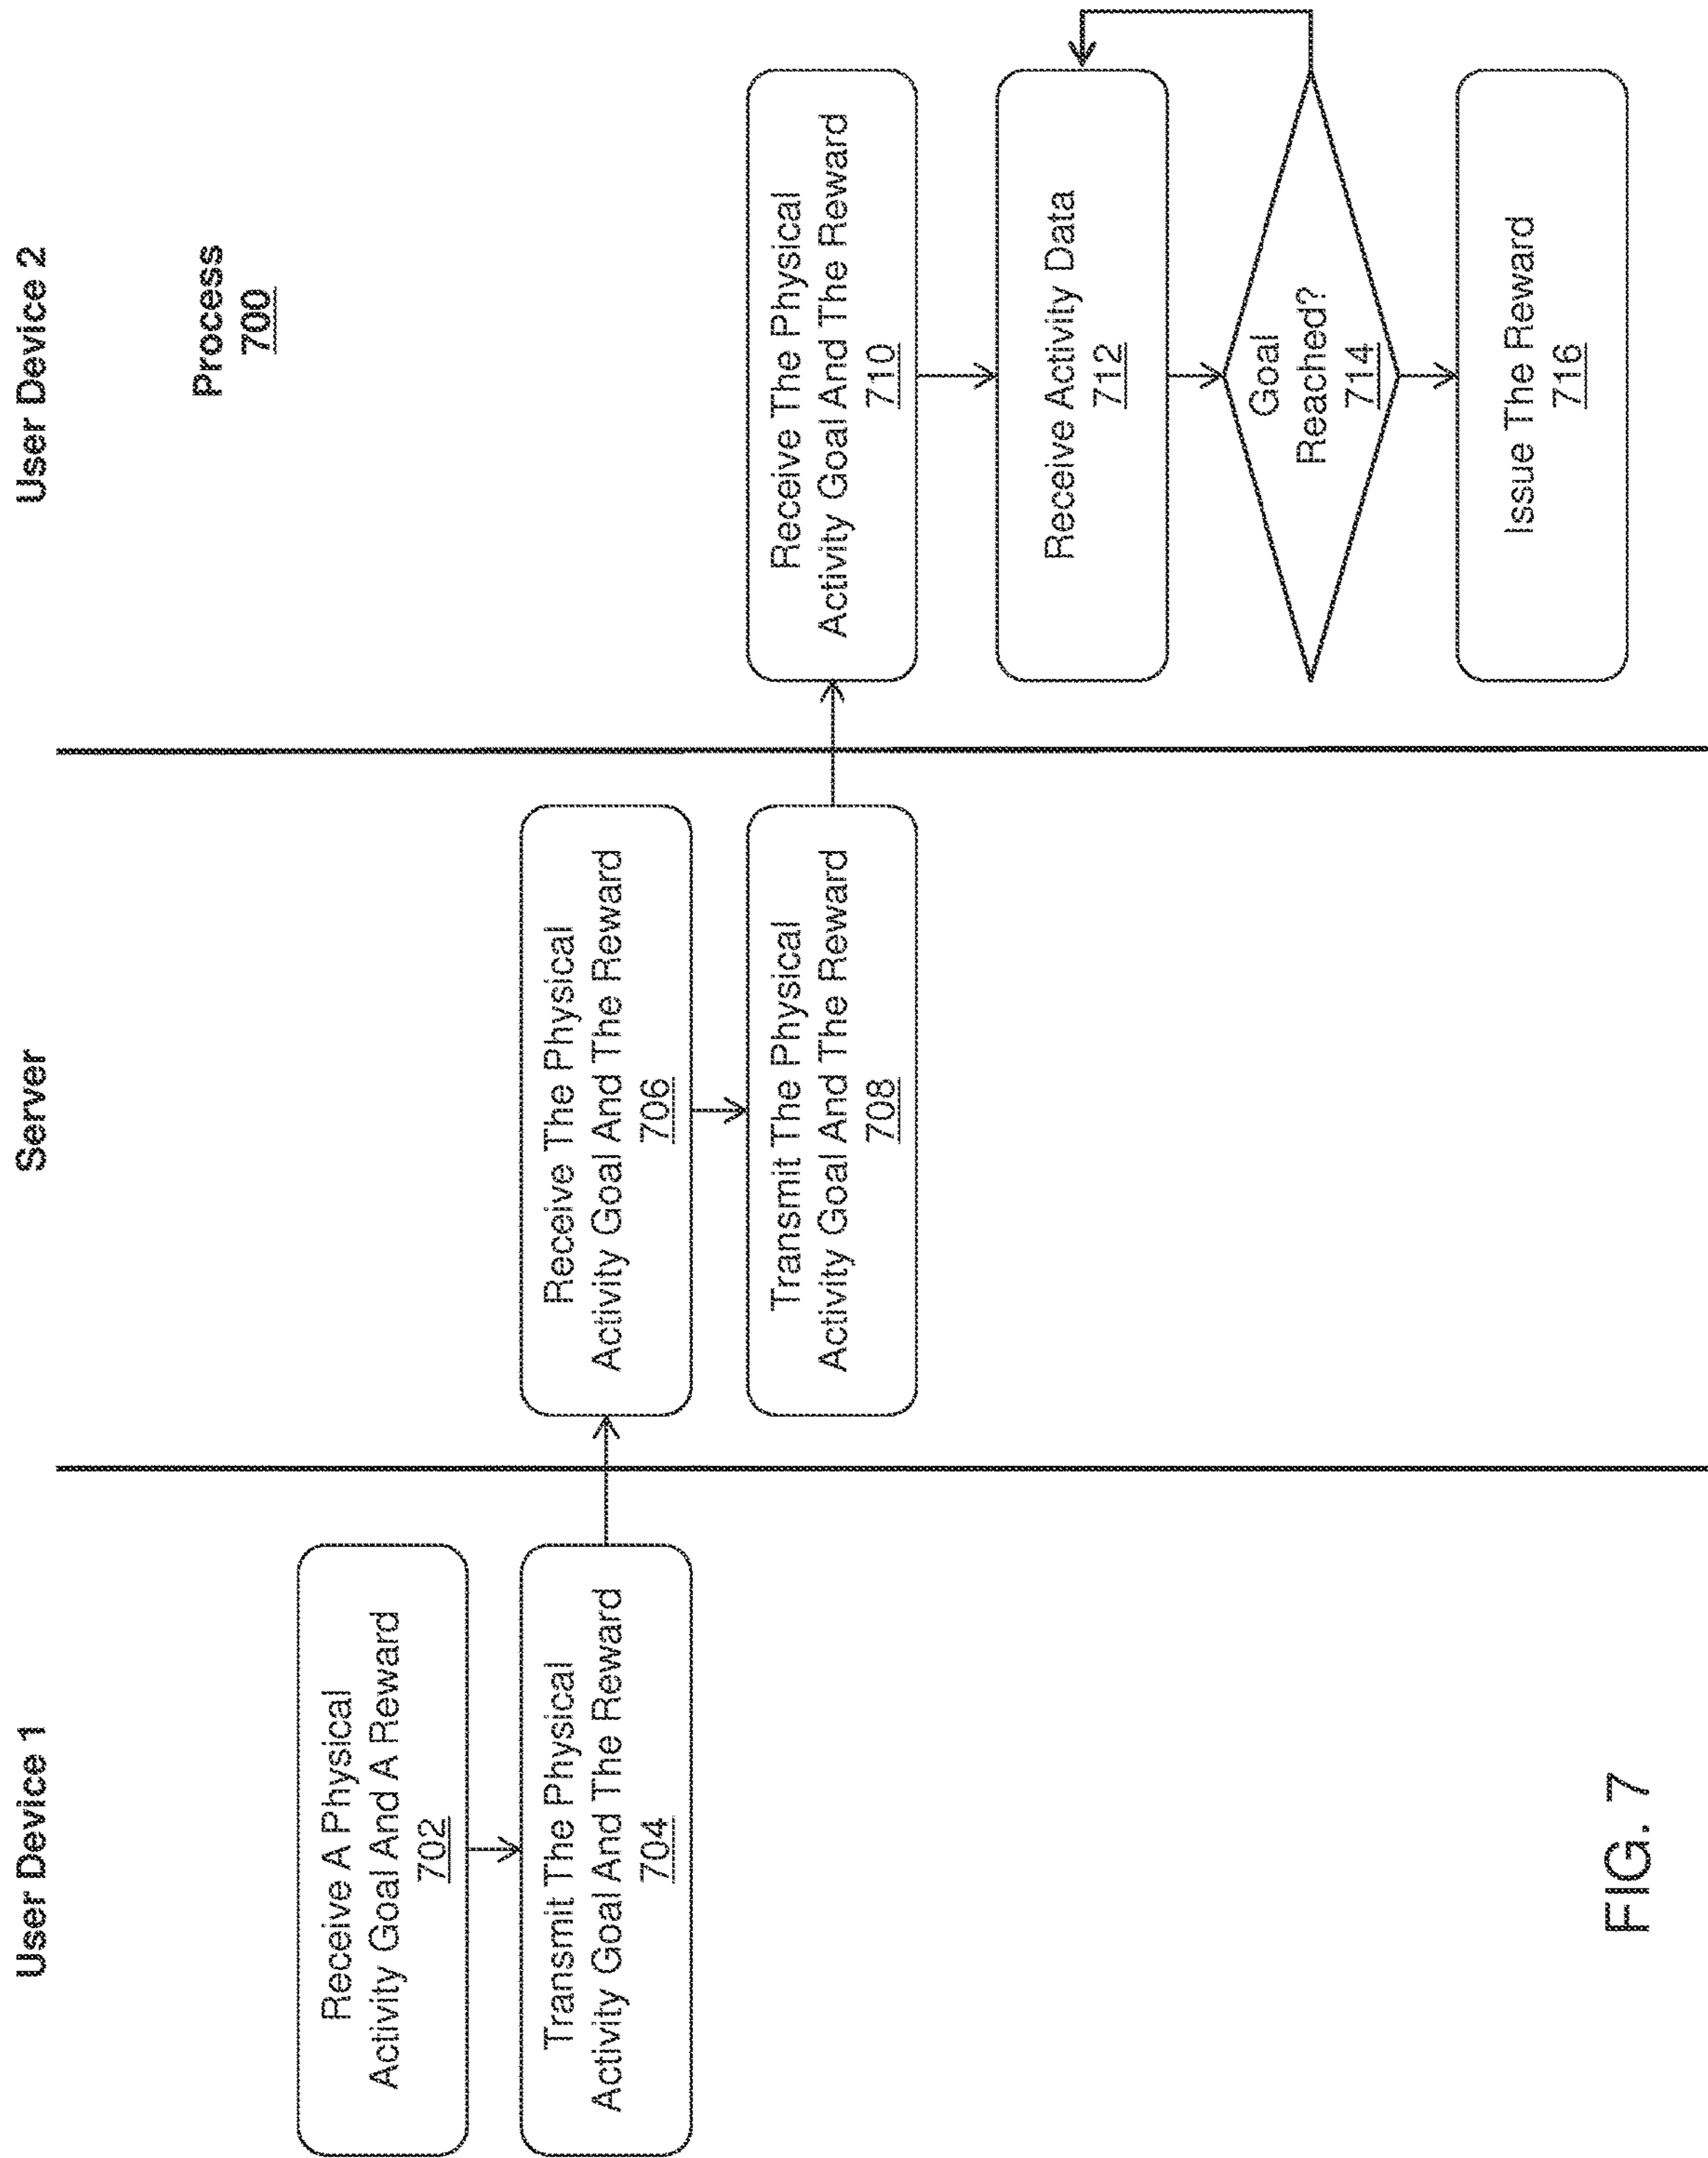 User Device 1
Server
User Device 2
Process
700
Receive A Physical
Activity Goal And A Reward
702
Transmit The Physical
Activity Goal And The Reward
704
Receive The Physical
Activity Goal And The Reward
706
Transmit The Physical
Activity Goal And The Reward
708
Receive The Physical
Activity Goal And The Reward
710
Receive Activity Data
712
Goal
Reached?
714
Issue The Reward
716
FIG. 7